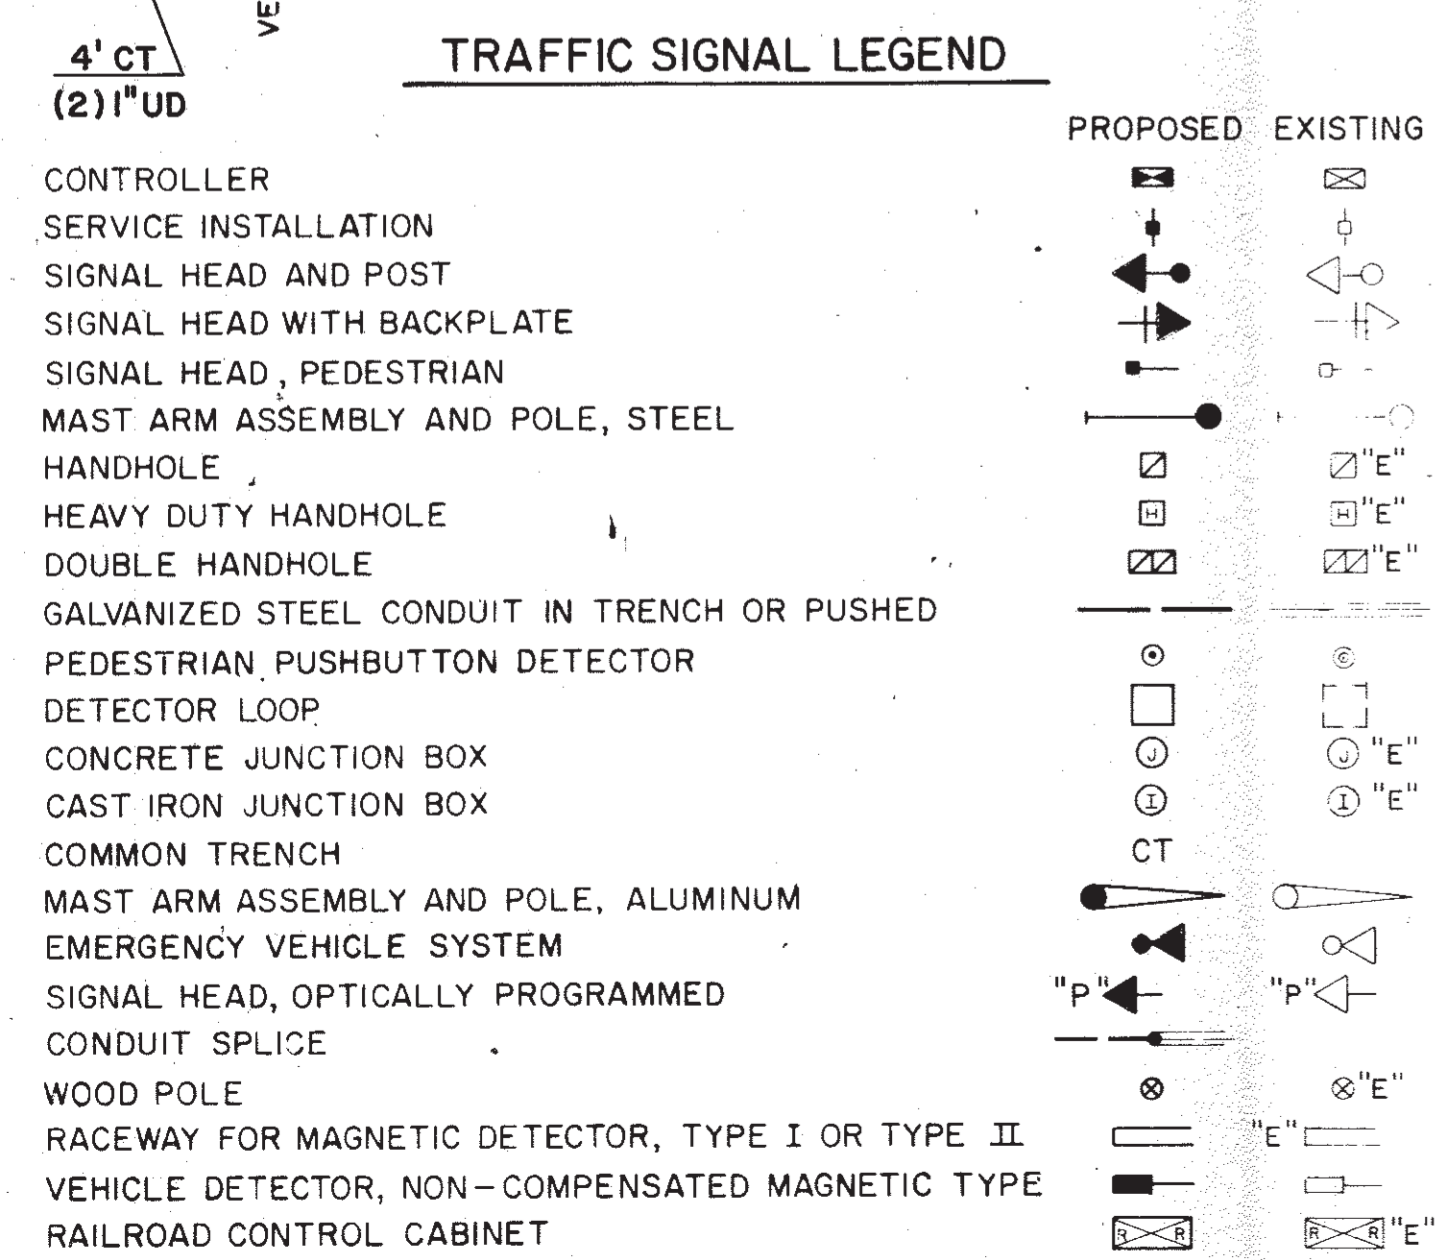 VE
4' CT
(2) 1" UD
TRAFFIC SIGNAL LEGEND
PROPOSED EXISTING
CONTROLLER
SERVICE INSTALLATION
SIGNAL HEAD AND POST
SIGNAL HEAD WITH BACKPLATE
SIGNAL HEAD, PEDESTRIAN
MAST ARM ASSEMBLY AND POLE, STEEL
HANDHOLE "E"
HEAVY DUTY HANDHOLE H H "E"
DOUBLE HANDHOLE "E"
GALVANIZED STEEL CONDUIT IN TRENCH OR PUSHED
PEDESTRIAN PUSHBUTTON DETECTOR
DETECTOR LOOP
CONCRETE JUNCTION BOX J J "E"
CAST IRON JUNCTION BOX I I "E"
COMMON TRENCH CT
MAST ARM ASSEMBLY AND POLE, ALUMINUM
EMERGENCY VEHICLE SYSTEM
SIGNAL HEAD, OPTICALLY PROGRAMMED "P" "P"
CONDUIT SPLICE
WOOD POLE "E"
RACEWAY FOR MAGNETIC DETECTOR, TYPE I OR TYPE II "E"
VEHICLE DETECTOR, NON-COMPENSATED MAGNETIC TYPE
RAILROAD CONTROL CABINET R R R R "E"